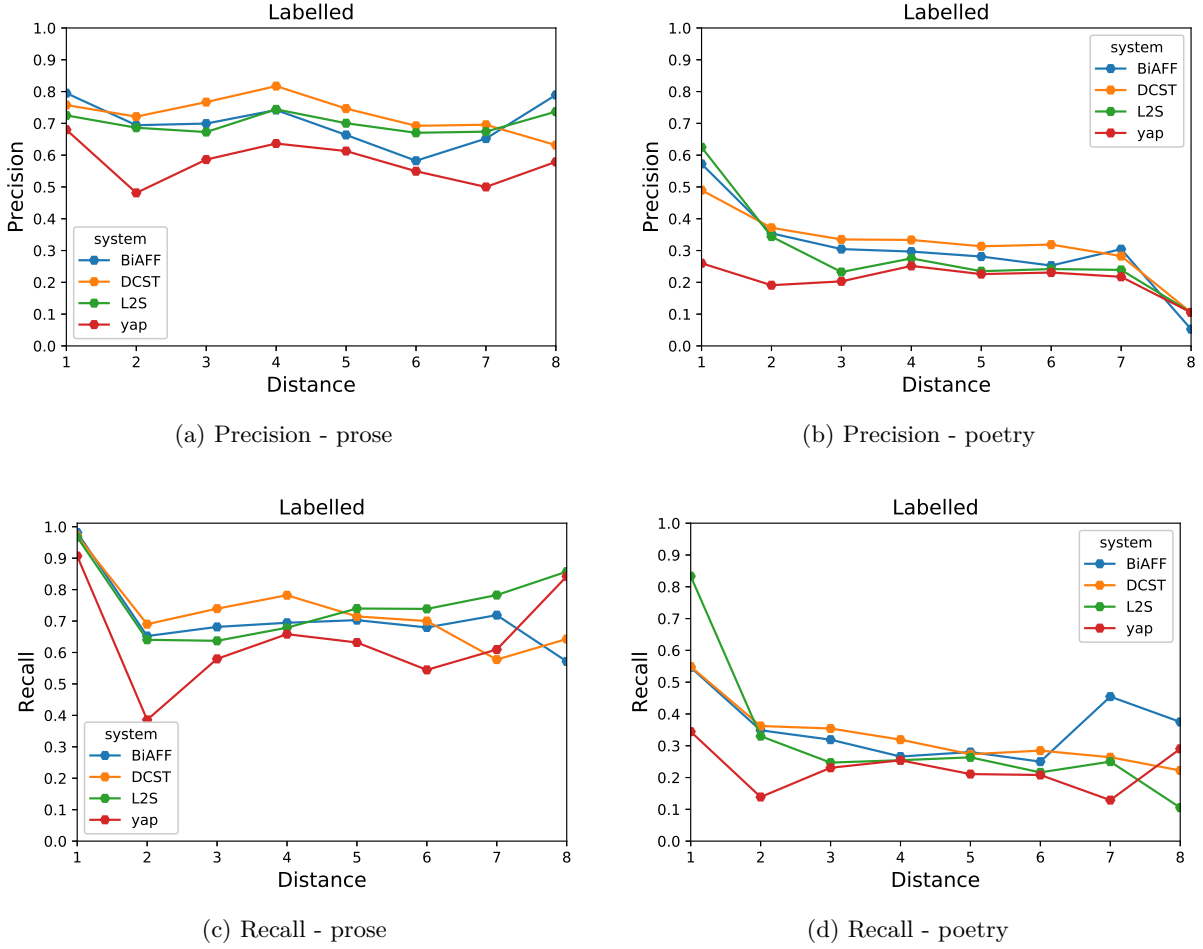 Labelled
1.0
0.9
0.8
0.7
0.6
0.5
0.4
0.3
0.2
0.1
0.0
Precision
system
BiAFF
DCST
L2S
yap
1 2 3 4 5 6 7 8
Distance
(a) Precision - prose
Labelled
1.0
0.9
0.8
0.7
0.6
0.5
0.4
0.3
0.2
0.1
0.0
Precision
system
BiAFF
DCST
L2S
yap
1 2 3 4 5 6 7 8
Distance
(b) Precision - poetry
Labelled
1.0
0.9
0.8
0.7
0.6
0.5
0.4
0.3
0.2
0.1
0.0
Recall
system
BiAFF
DCST
L2S
yap
1 2 3 4 5 6 7 8
Distance
(c) Recall - prose
Labelled
1.0
0.9
0.8
0.7
0.6
0.5
0.4
0.3
0.2
0.1
0.0
Recall
system
BiAFF
DCST
L2S
yap
1 2 3 4 5 6 7 8
Distance
(d) Recall - poetry